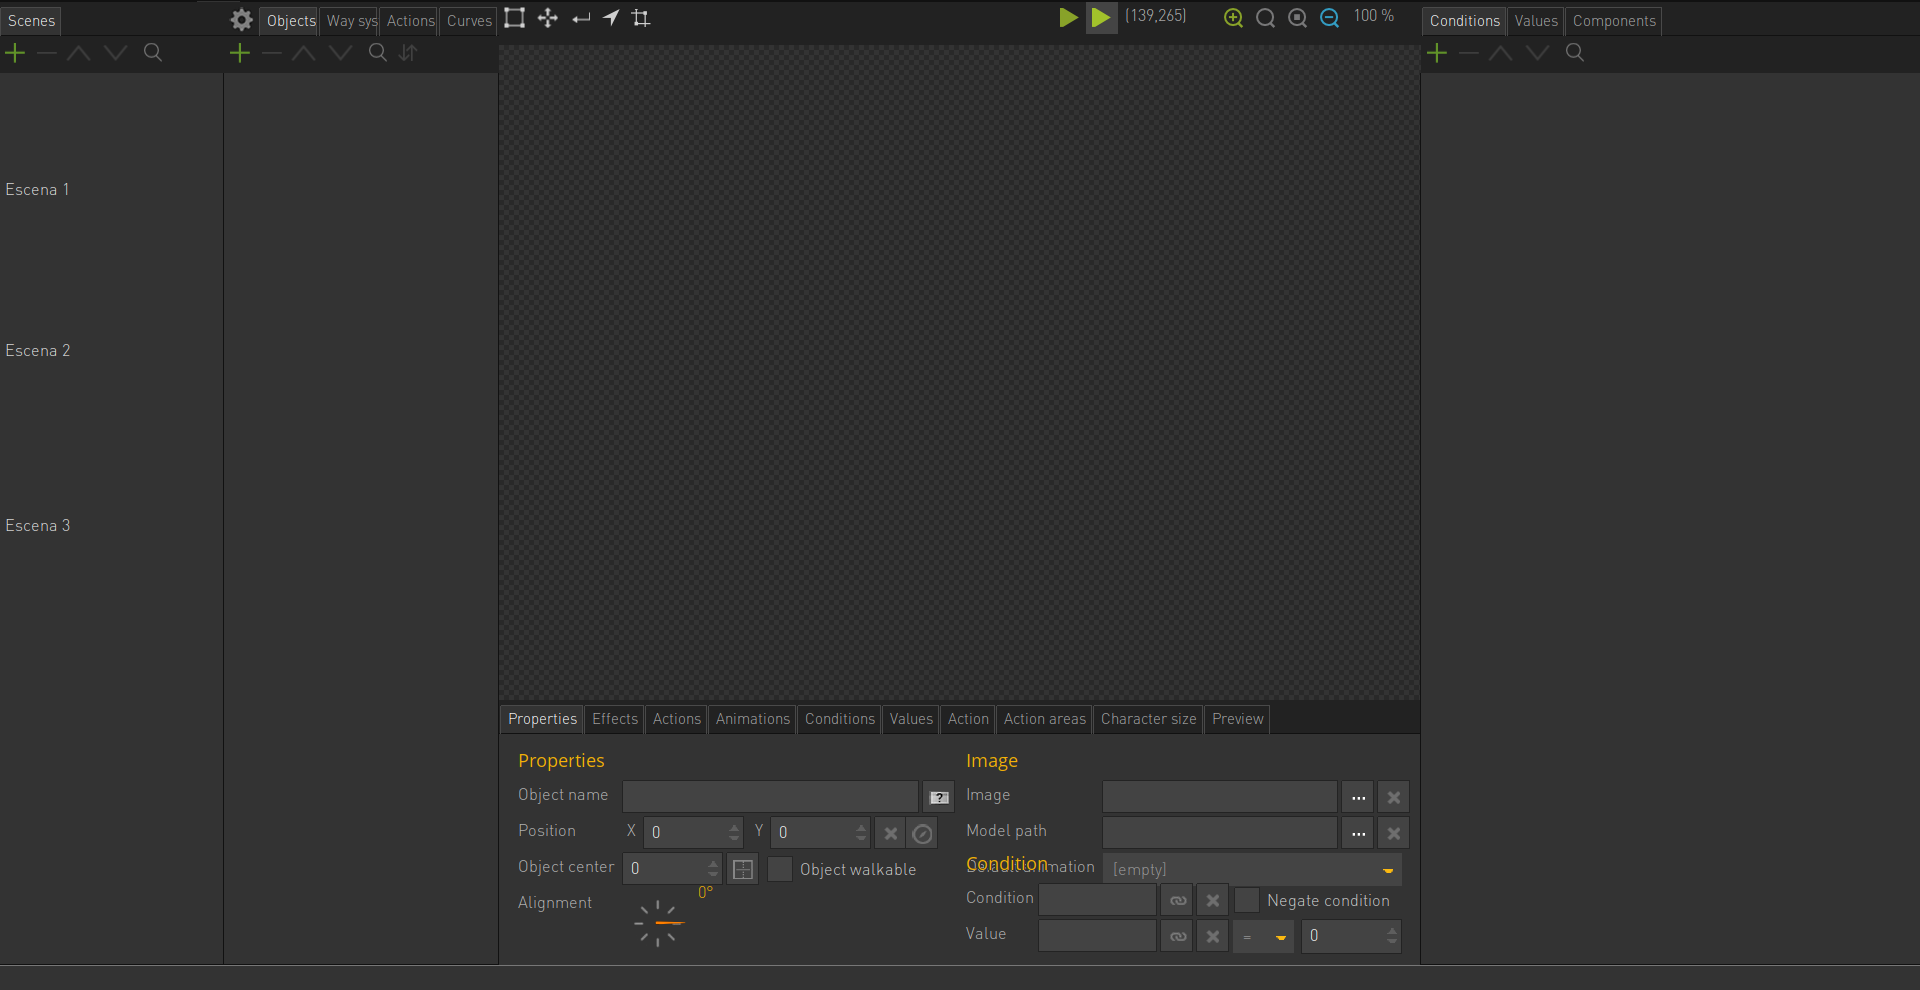 Scenes Objects Way sys Actions Curves (139,265) 100 % Conditions Values Components
Escena 1
Escena 2
Escena 3
Properties Effects Actions Animations Conditions Values Action Action areas Character size Preview
Properties Image
Object name ? Image ...
Position X 0 Y 0 Model path ...
Object center 0 Object walkable Condition [empty]
Alignment 0° Condition Negate condition
Value = 0